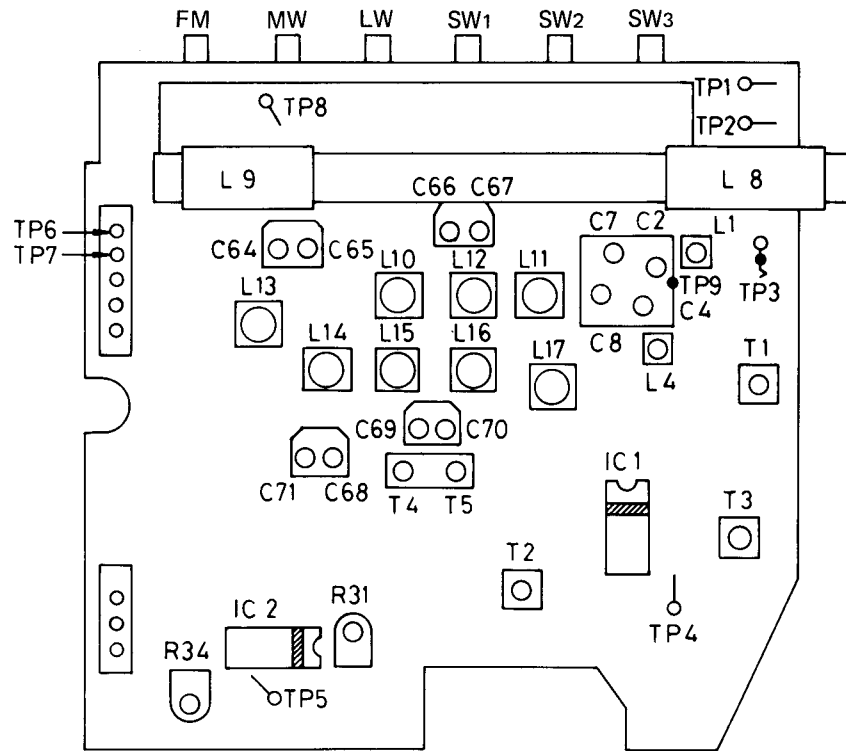 FM MW LW SW1 SW2 SW3
TP1
TP8
TP2
L 9 L 8
C66 C67
C7 C2 L1
TP6
TP7
C64 C65
L10 L12 L11
TP9 TP3
L13
C4
L14 L15 L16
C8
L17 L4 T1
C69 C70
C71 C68
T4 T5
IC 1
T3
T2
R31
IC 2
TP4
R34
TP5